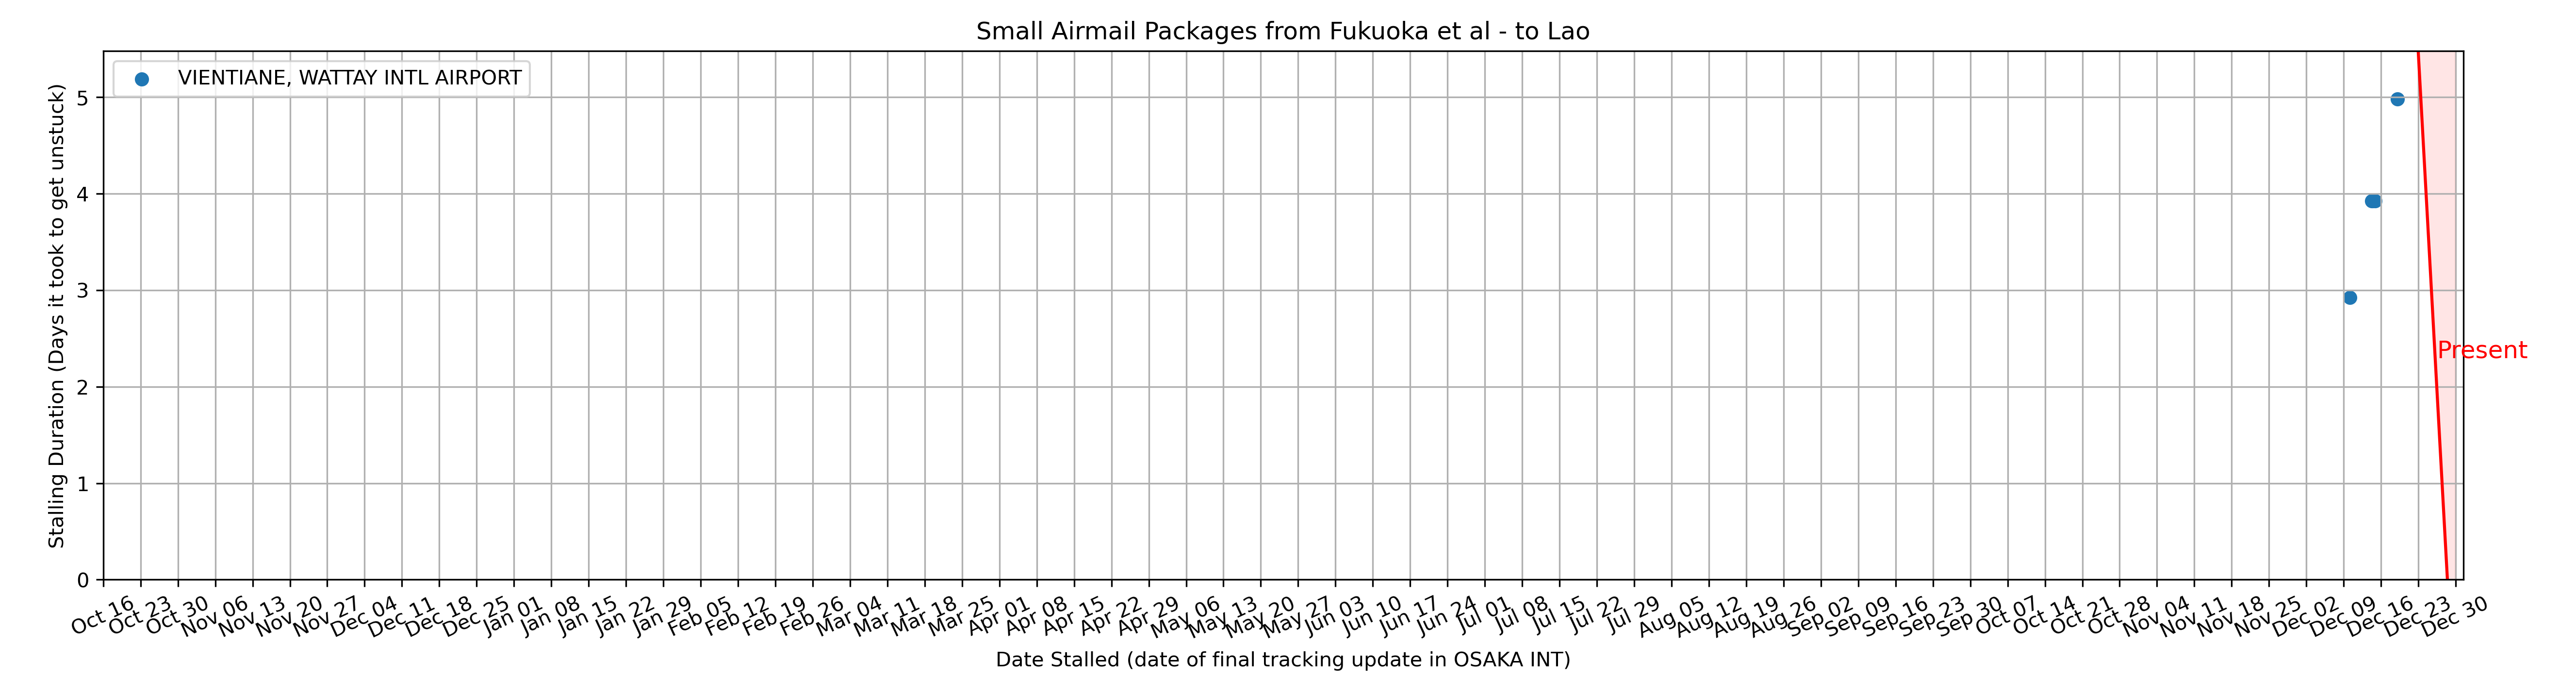 Small Airmail Packages from Fukuoka et al - to Lao
VIENTIANE, WATTAY INTL AIRPORT
Stalling Duration (Days it took to get unstuck)
5
4
3
2
1
0
Present
Oct 16 Oct 23 Oct 30 Nov 06 Nov 13 Nov 20 Nov 27 Dec 04 Dec 11 Dec 18 Dec 25 Jan 01 Jan 08 Jan 15 Jan 22 Jan 29 Feb 05 Feb 12 Feb 19 Feb 26 Mar 04 Mar 11 Mar 18 Mar 25 Apr 01 Apr 08 Apr 15 Apr 22 Apr 29 May 06 May 13 May 20 May 27 Jun 03 Jun 10 Jun 17 Jun 24 Jul 01 Jul 08 Jul 15 Jul 22 Jul 29 Aug 05 Aug 12 Aug 19 Aug 26 Sep 02 Sep 09 Sep 16 Sep 23 Sep 30 Oct 07 Oct 14 Oct 21 Oct 28 Nov 04 Nov 11 Nov 18 Nov 25 Dec 02 Dec 09 Dec 16 Dec 23 Dec 30
Date Stalled (date of final tracking update in OSAKA INT)